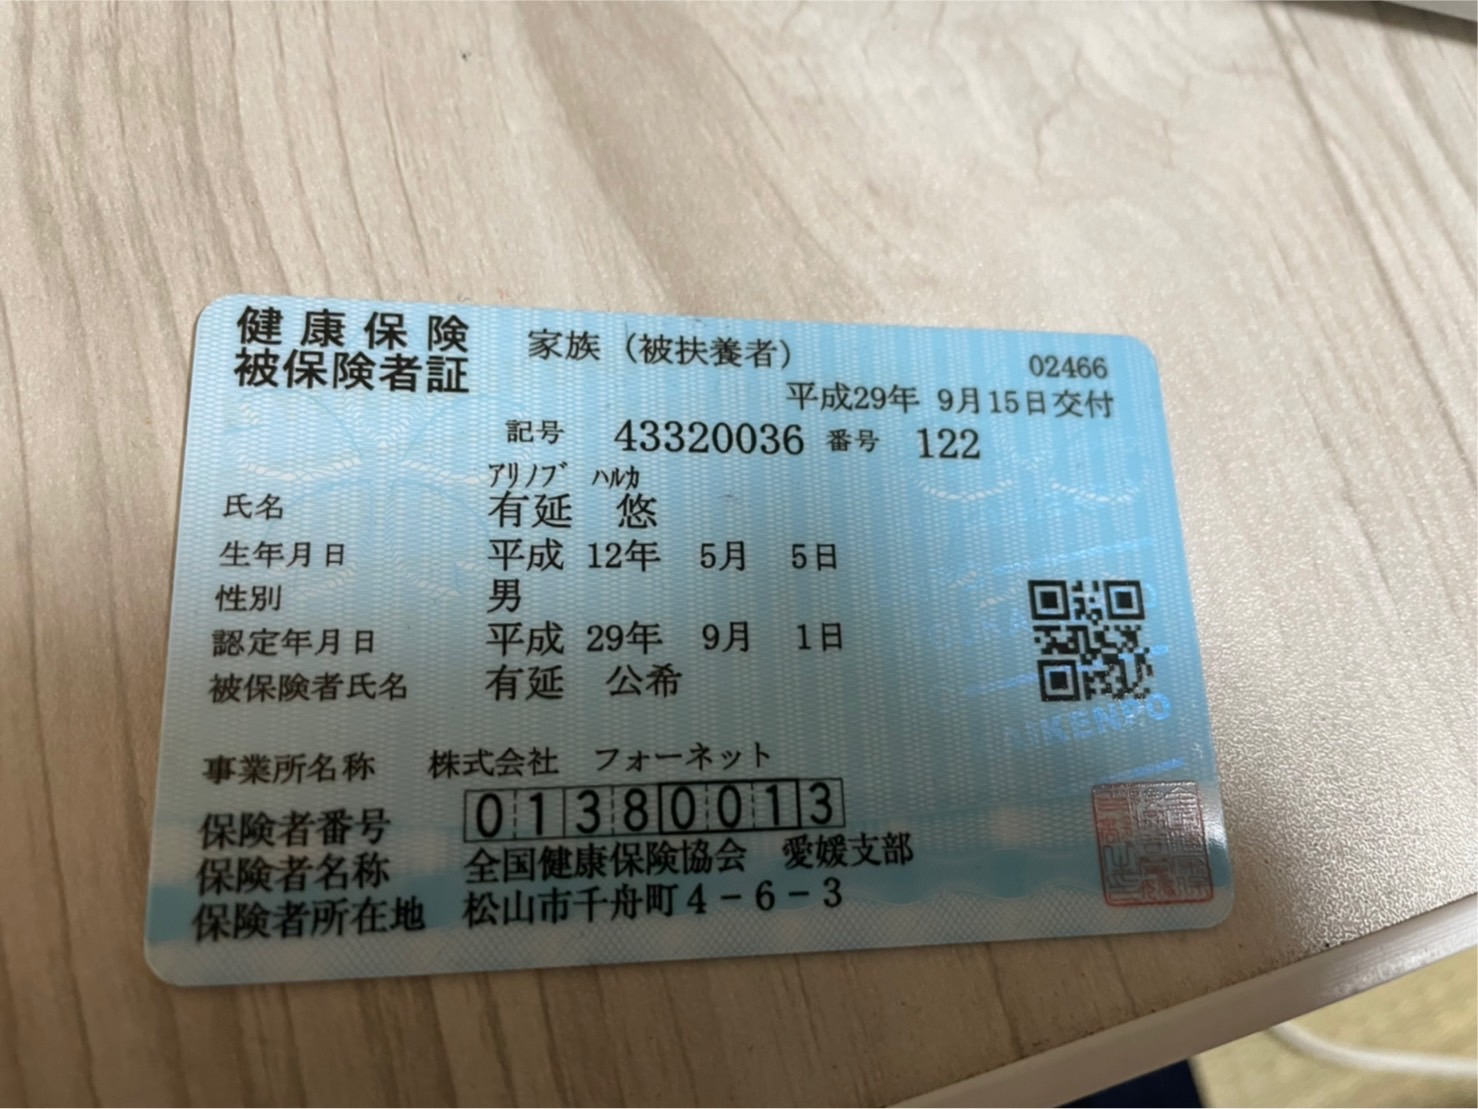 健康保険
被保険者証
家族（被扶養者）
02466
平成29年 9月15日交付
記号 43320036 番号 122
ｱﾘﾉﾌﾞ ﾊﾙｶ
氏名 有延 悠
生年月日 平成 12年 5月 5日
性別 男
認定年月日 平成 29年 9月 1日
被保険者氏名 有延 公希
事業所名称 株式会社 フォーネット
保険者番号 01380013
保険者名称 全国健康保険協会 愛媛支部
保険者所在地 松山市千舟町4－6－3